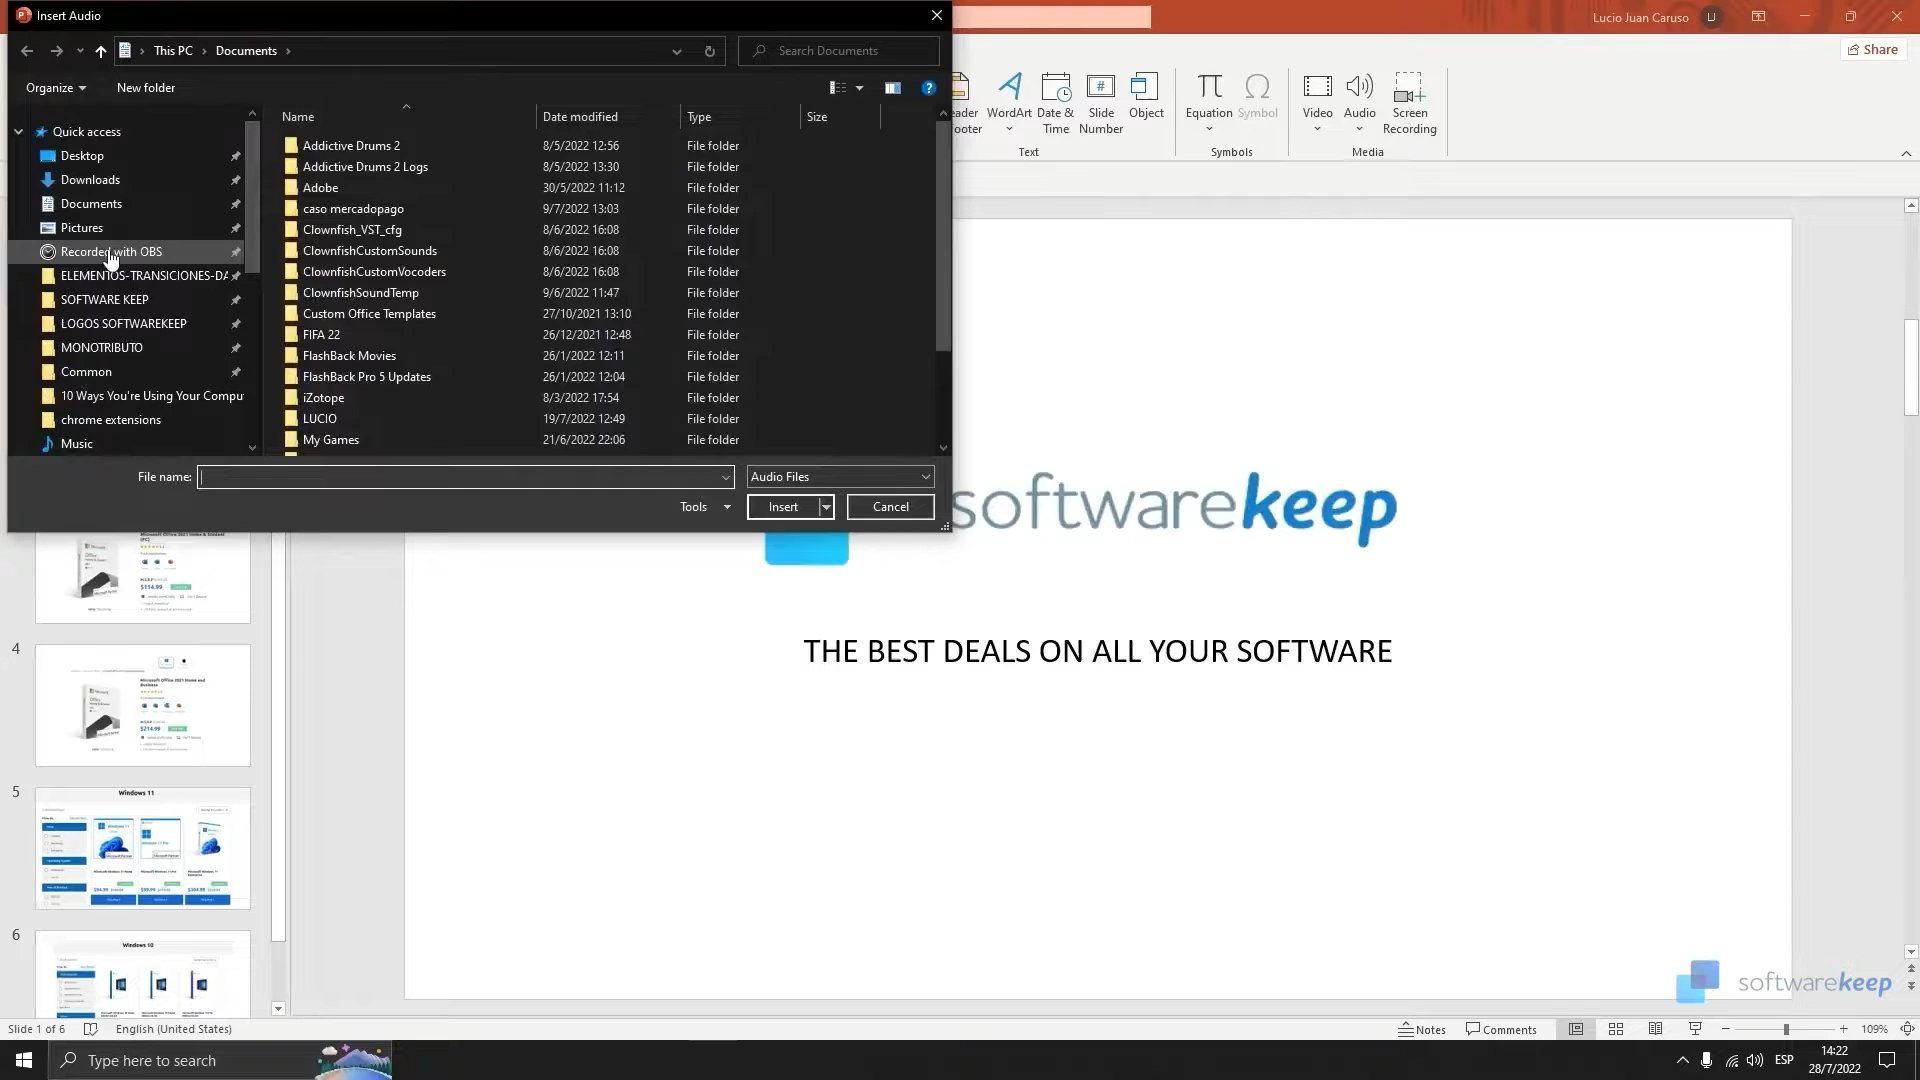 Insert Audio
Lucio Juan Caruso
This PC
Documents
Search Documents
Share
Organize
New folder
WordArt
Date & Time
Slide Number
Object
Equation
Symbol
Video
Audio
Screen Recording
Text
Symbols
Media
Name
Date modified
Type
Size
Quick access
Desktop
Downloads
Documents
Pictures
Recorded with OBS
ELEMENTOS-TRANSICIONES-DA
SOFTWARE KEEP
LOGOS SOFTWAREKEEP
MONOTRIBUTO
Common
10 Ways You're Using Your Compu
chrome extensions
Music
Addictive Drums 2 8/5/2022 12:56 File folder
Addictive Drums 2 Logs 8/5/2022 13:30 File folder
Adobe 30/5/2022 11:12 File folder
caso mercadopago 9/7/2022 13:03 File folder
Clownfish_VST_cfg 8/6/2022 16:08 File folder
ClownfishCustomSounds 8/6/2022 16:08 File folder
ClownfishCustomVocoders 8/6/2022 16:08 File folder
ClownfishSoundTemp 9/6/2022 11:47 File folder
Custom Office Templates 27/10/2021 13:10 File folder
FIFA 22 26/12/2021 12:48 File folder
FlashBack Movies 26/1/2022 12:11 File folder
FlashBack Pro 5 Updates 26/1/2022 12:04 File folder
iZotope 8/3/2022 17:54 File folder
LUCIO 19/7/2022 12:49 File folder
My Games 21/6/2022 22:06 File folder
File name:
Audio Files
Tools
Insert
Cancel
softwarekeep
THE BEST DEALS ON ALL YOUR SOFTWARE
$114.99
4
$214.99
5
Windows 11
6
Windows 10
softwarekeep
Slide 1 of 6
English (United States)
Notes
Comments
109%
Type here to search
ESP
14:22
28/7/2022